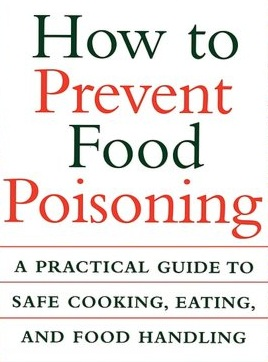 How to
Prevent
Food
Poisoning
A PRACTICAL GUIDE TO
SAFE COOKING, EATING,
AND FOOD HANDLING